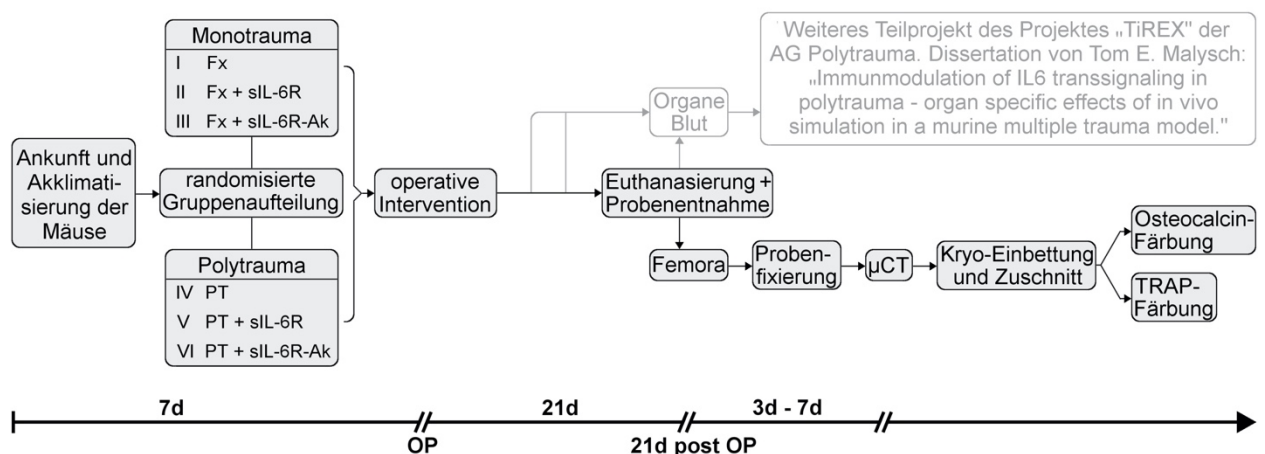 Monotrauma
I Fx
II Fx + sIL-6R
III Fx + sIL-6R-Ak
Weiteres Teilprojekt des Projektes „TiREX" der
AG Polytrauma. Dissertation von Tom E. Malysch:
„Immunmodulation of IL6 transsignaling in
polytrauma - organ specific effects of in vivo
simulation in a murine multiple trauma model."
Organe
Blut
Ankunft und
Akklimati-
sierung der
Mäuse
randomisierte
Gruppenaufteilung
operative
Intervention
Euthanasierung +
Probenentnahme
Polytrauma
IV PT
V PT + sIL-6R
VI PT + sIL-6R-Ak
Femora
Proben-
fixierung
µCT
Kryo-Einbettung
und Zuschnitt
Osteocalcin-
Färbung
TRAP-
Färbung
7d
21d
3d - 7d
OP
21d post OP